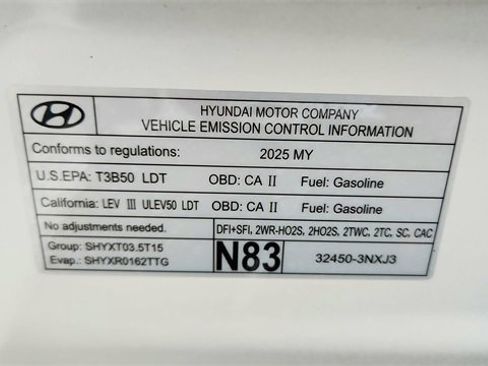 HYUNDAI MOTOR COMPANY
VEHICLE EMISSION CONTROL INFORMATION
Conforms to regulations: 2025 MY
U.S.EPA: T3B50 LDT OBD: CA II Fuel: Gasoline
California: LEV III ULEV50 LDT OBD: CA II Fuel: Gasoline
No adjustments needed. DFI+SFI, 2WR-HO2S, 2HO2S, 2TWC, 2TC, SC, CAC
Group: SHYXT03.5T15
Evap.: SHYXR0162TTG
N83
32450-3NXJ3